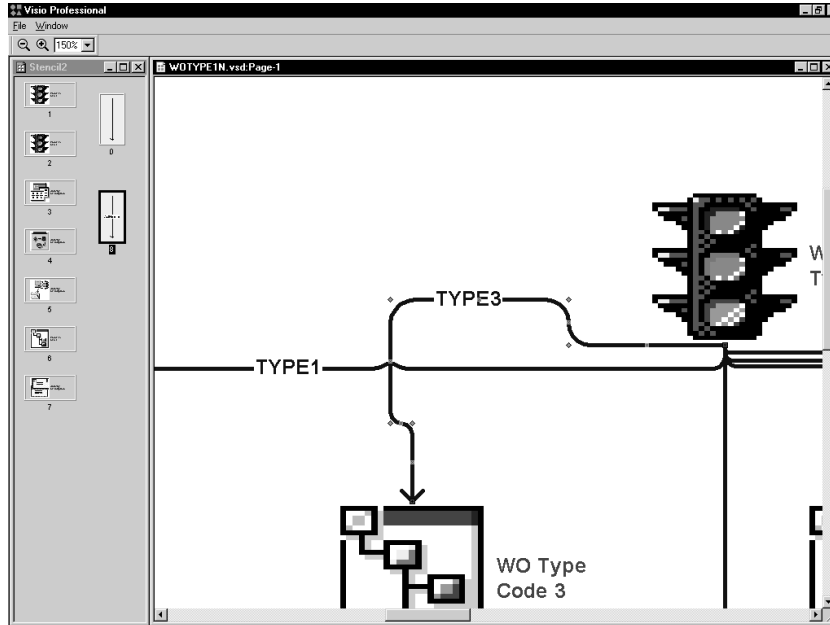 Visio Professional
File Window
150%
Stencil2
WOTYPE1N.vsd:Page-1
1
0
2
3
8
4
5
6
7
TYPE3
TYPE1
W
T
WO Type
Code 3